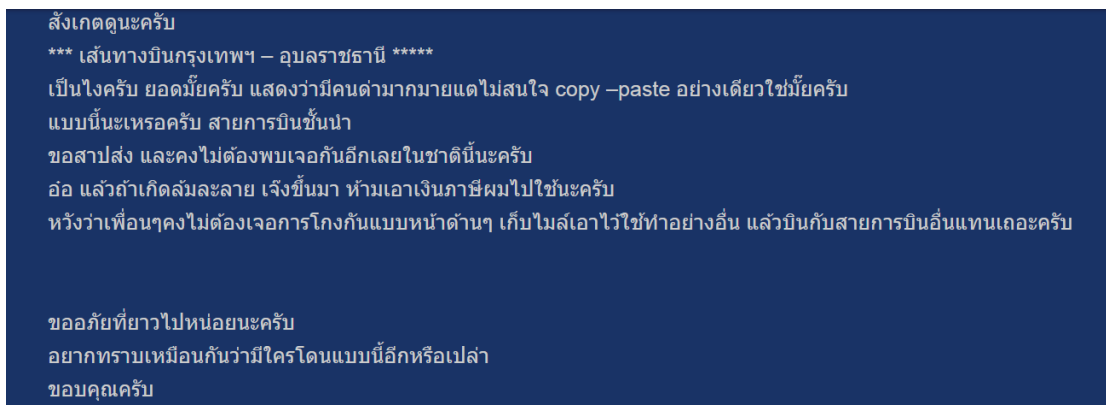 สังเกตดูนะครับ
*** เส้นทางบินกรุงเทพฯ – อุบลราชธานี *****
เป็นไงครับ ยอดมั๊ยครับ แสดงว่ามีคนด่ามากมายแต่ไม่สนใจ copy –paste อย่างเดียวใช่มั๊ยครับ
แบบนี้นะเหรอครับ สายการบินชั้นนำ
ขอสาปส่ง และคงไม่ต้องพบเจอกันอีกเลยในชาตินี้นะครับ
อ่อ แล้วถ้าเกิดล้มละลาย เจ๊งขึ้นมา ห้ามเอาเงินภาษีผมไปใช้นะครับ
หวังว่าเพื่อนๆคงไม่ต้องเจอการโกงกันแบบหน้าด้านๆ เก็บไมล์เอาไว้ใช้ทำอย่างอื่น แล้วบินกับสายการบินอื่นแทนเถอะครับ
ขออภัยที่ยาวไปหน่อยนะครับ
อยากทราบเหมือนกันว่ามีใครโดนแบบนี้อีกหรือเปล่า
ขอบคุณครับ